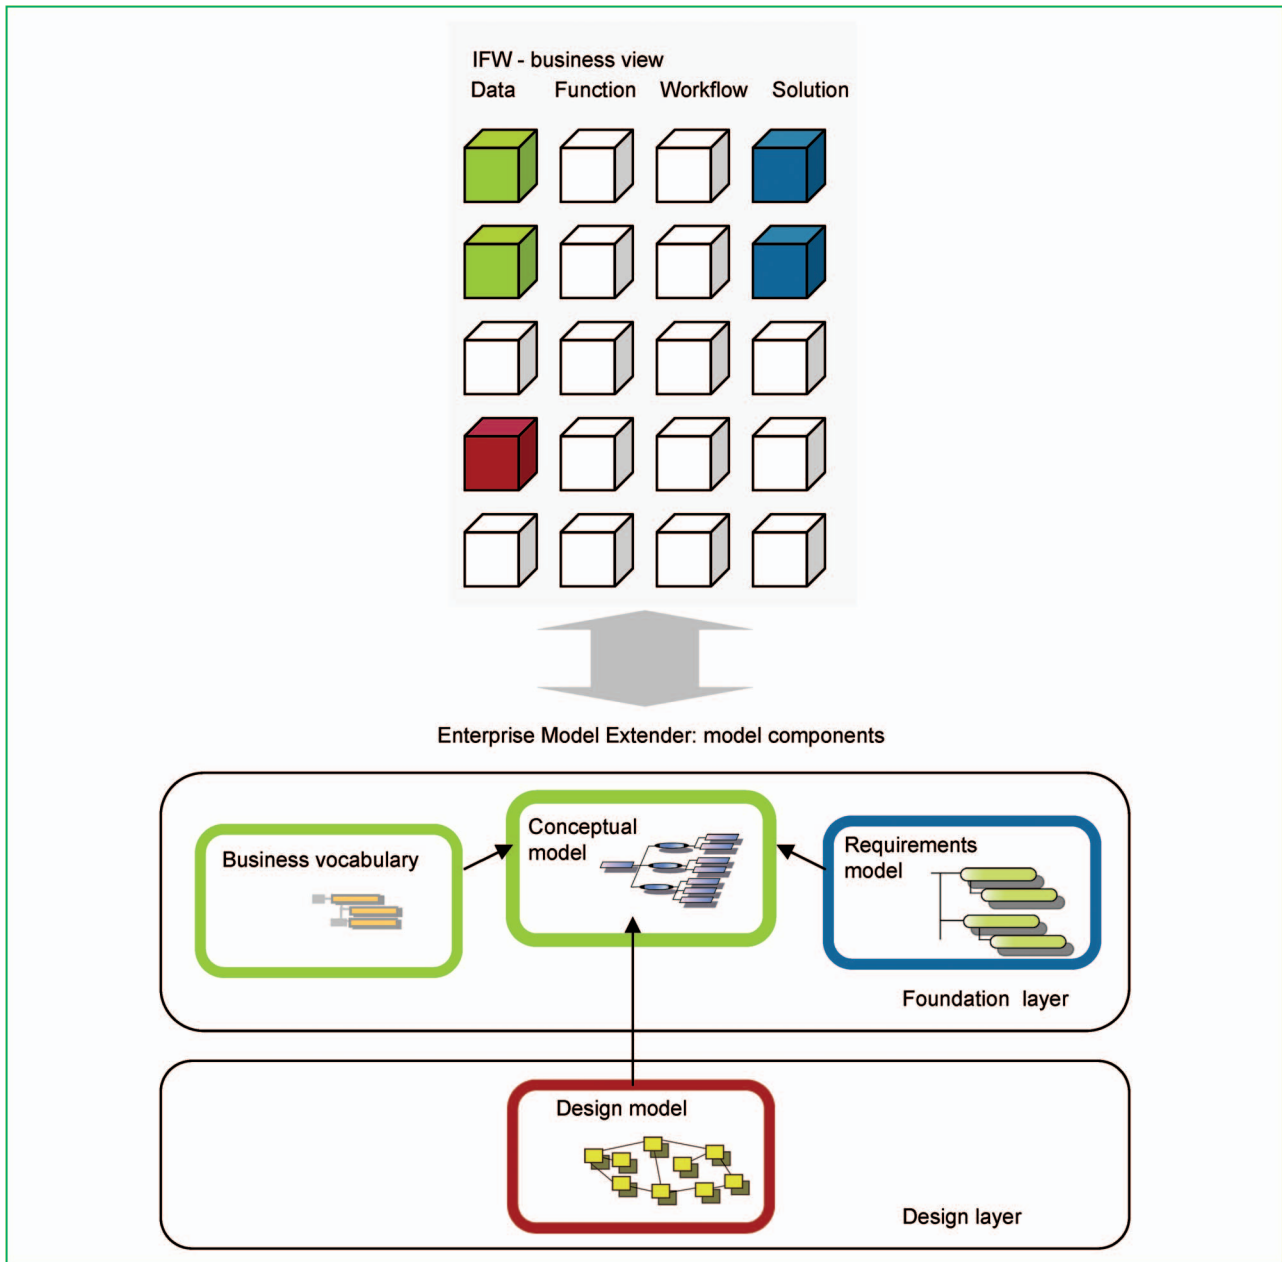 IFW - business view
Data Function Workflow Solution
Enterprise Model Extender: model components
Business vocabulary
Conceptual
model
Requirements
model
Foundation layer
Design model
Design layer